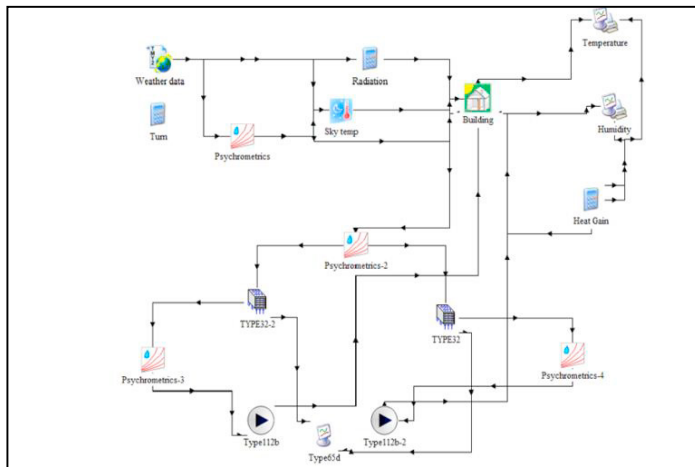 Temperature
Weather data
Radiation
Building
Turn
Sky temp
Humidity
Psychrometrics
Heat Gain
Psychrometrics-2
TYPE32-2
TYPE32
Psychrometrics-3
Psychrometrics-4
Type112b
Type112b-2
Type65d